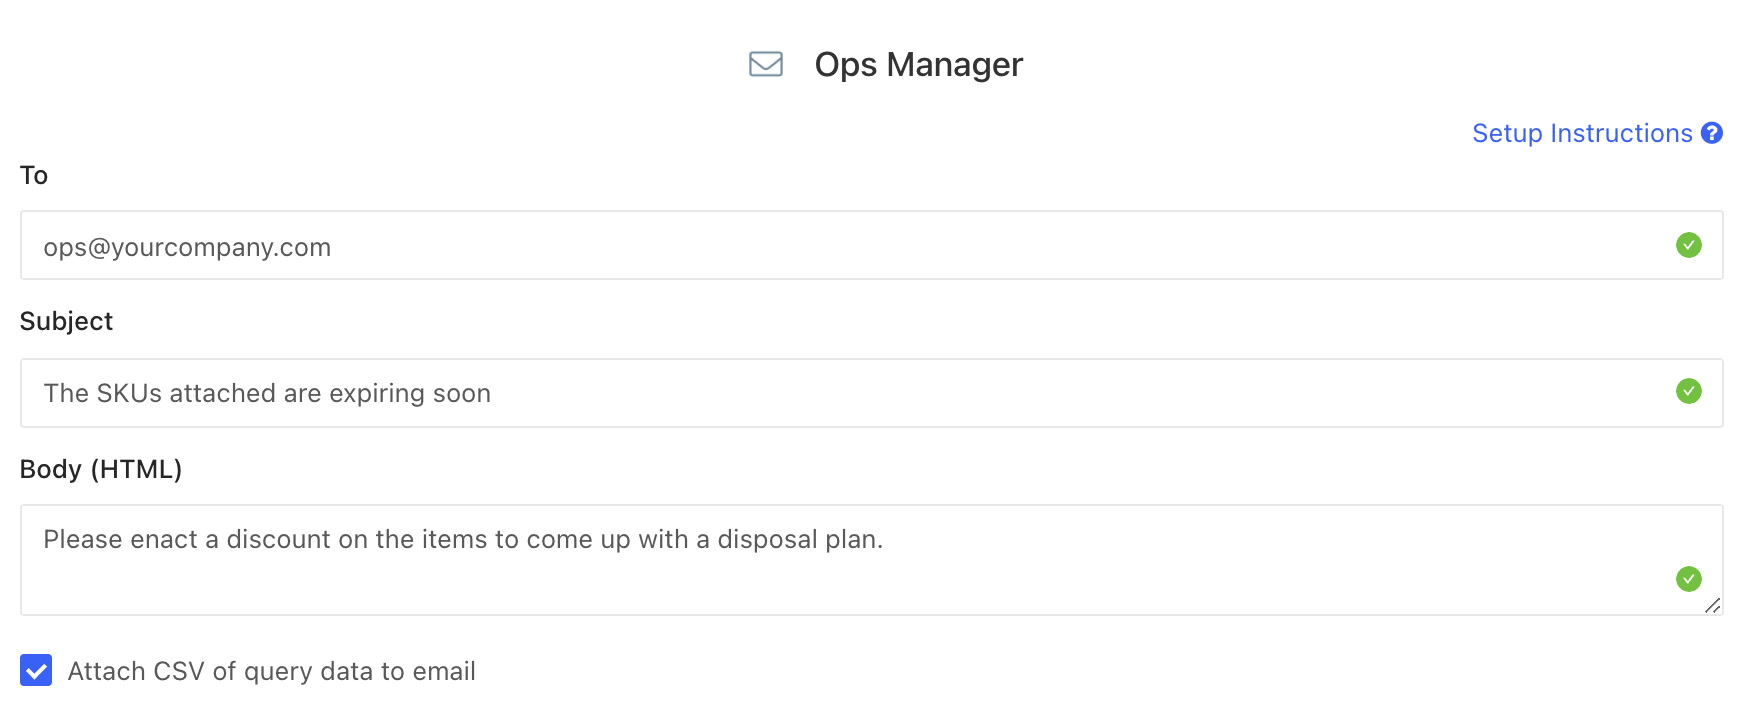 Ops Manager
Setup Instructions ?
To
ops@yourcompany.com
Subject
The SKUs attached are expiring soon
Body (HTML)
Please enact a discount on the items to come up with a disposal plan.
Attach CSV of query data to email